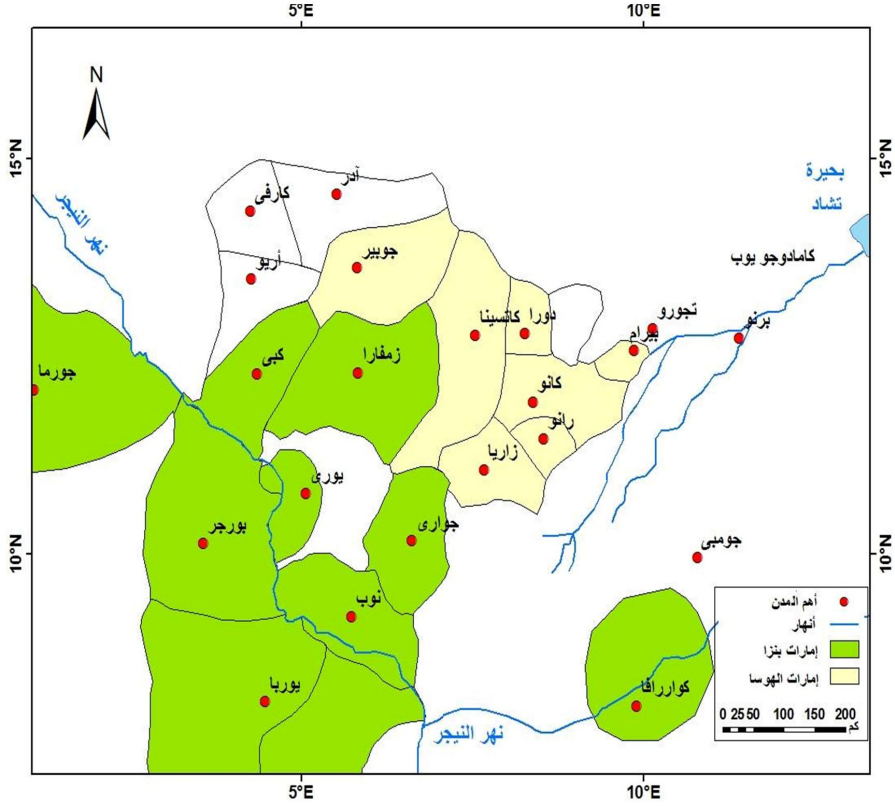 5°E
10°E
N
15°N
15°N
بحيرة
تشاد
آدر
كارفى
نهر النيجر
كامادوجو يوب
جوبير
أريو
تجورو
برنو
بيرام
دورا
كاتسينا
زمفارا
كبى
جورما
كانو
رانو
زاريا
يورى
جوارى
بورجر
10°N
10°N
جومبى
نوب
أهم المدن
أنهار
إمارات بنزا
إمارات الهوسا
0 25 50 100 150 200
كم
يوربا
كواررافا
نهر النيجر
5°E
10°E